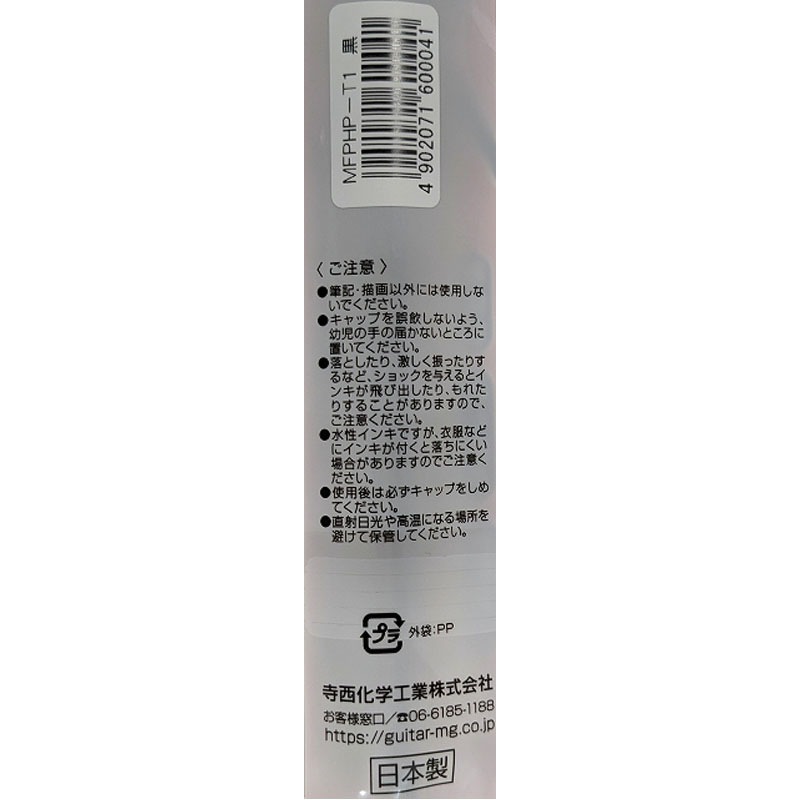 MFPHP-T1 黒
4 902071 600041
〈ご注意〉
●筆記・描画以外には使用しな
いでください。
●キャップを誤飲しないよう、
幼児の手の届かないところに
置いてください。
●落としたり、激しく振ったりす
るなど、ショックを与えるとイ
ンキが飛び出したり、もれた
りすることがありますので、
ご注意ください。
●水性インキですが、衣服など
にインキが付くと落ちにくい
場合がありますのでご注意く
ださい。
●使用後は必ずキャップをしめ
てください。
●直射日光や高温になる場所を
避けて保管してください。
プラ 外袋:PP
寺西化学工業株式会社
お客様窓口/☎06-6185-1188
https://guitar-mg.co.jp
日本製